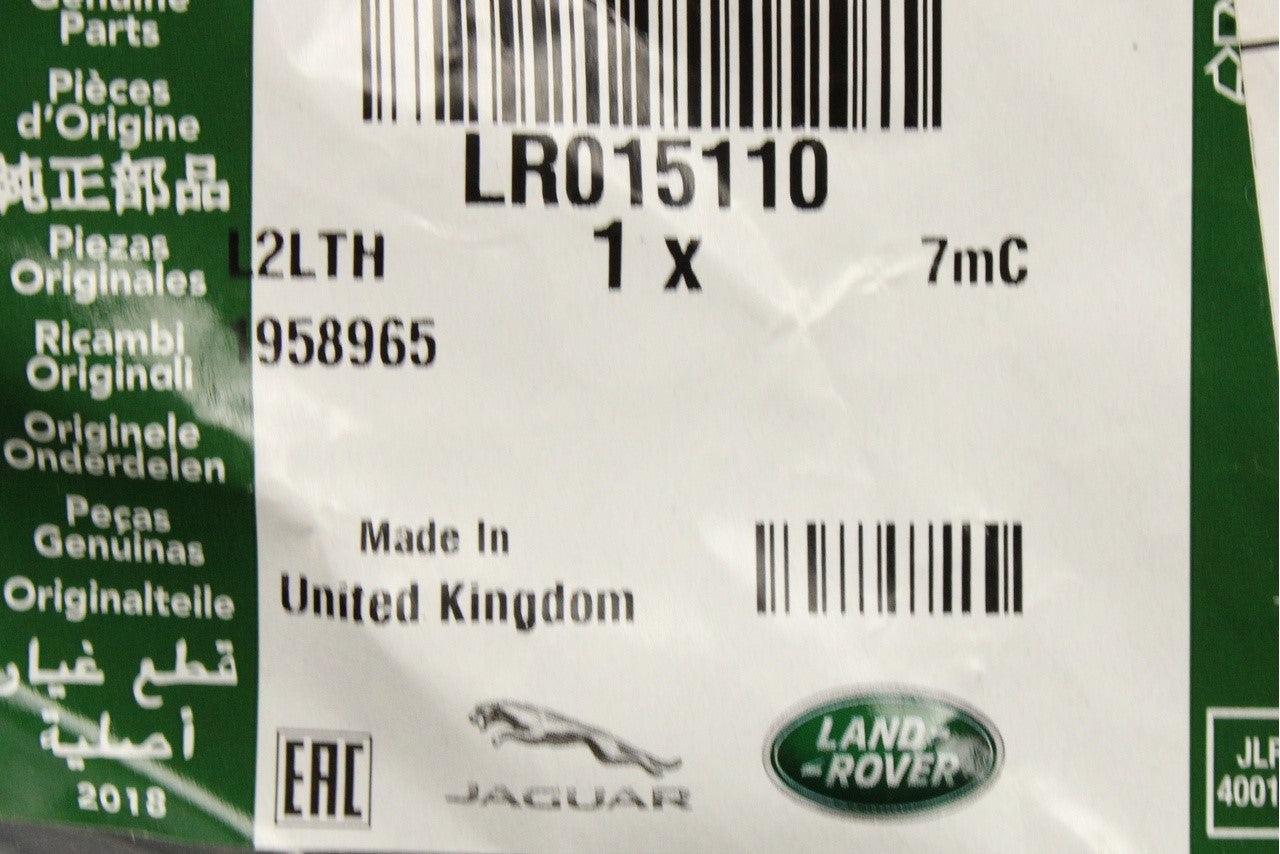 Genuine
Parts
Pièces
d'Origine
純正部品
Piezas
Originales
Ricambi
Originali
Originele
Onderdelen
Peças
Genuinas
Originalteile
قطع غيار
أصلية
2018
LR015110
L2LTH 1 x 7mC
1958965
Made In
United Kingdom
EAC
JAGUAR
LAND-
-ROVER
JLR
4001